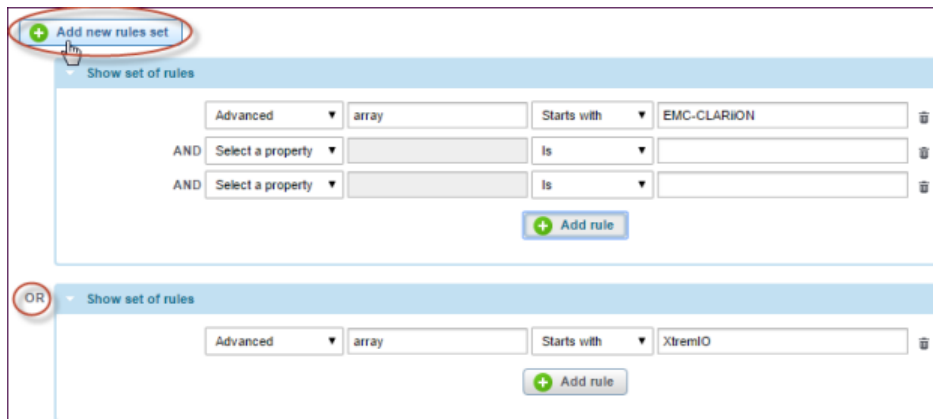 Add new rules set
Show set of rules
Advanced array Starts with EMC-CLARiiON
AND Select a property Is
AND Select a property Is
Add rule
OR Show set of rules
Advanced array Starts with XtremIO
Add rule